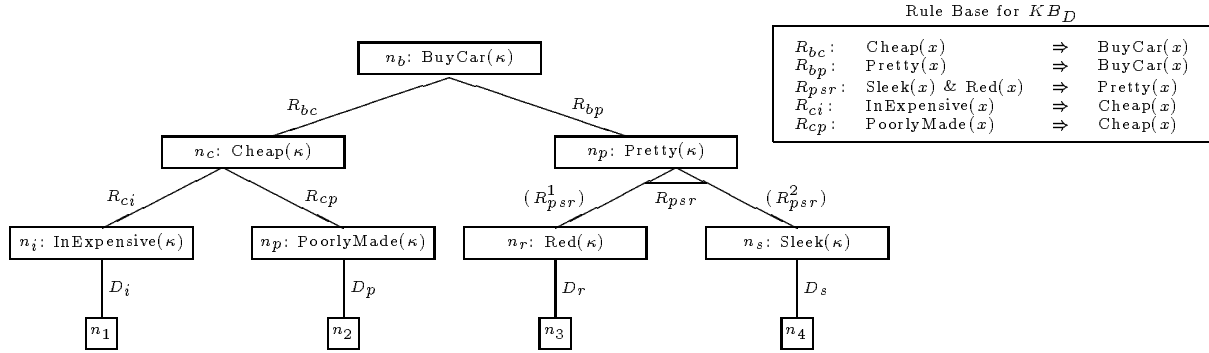 Rule Base for KB_D
R_bc: Cheap(x) ⇒ BuyCar(x)
R_bp: Pretty(x) ⇒ BuyCar(x)
R_psr: Sleek(x) & Red(x) ⇒ Pretty(x)
R_ci: InExpensive(x) ⇒ Cheap(x)
R_cp: PoorlyMade(x) ⇒ Cheap(x)
n_b: BuyCar(κ)
R_bc R_bp
n_c: Cheap(κ) n_p: Pretty(κ)
R_ci R_cp (R^1_psr) R_psr (R^2_psr)
n_i: InExpensive(κ) n_p: PoorlyMade(κ) n_r: Red(κ) n_s: Sleek(κ)
D_i D_p D_r D_s
n_1 n_2 n_3 n_4